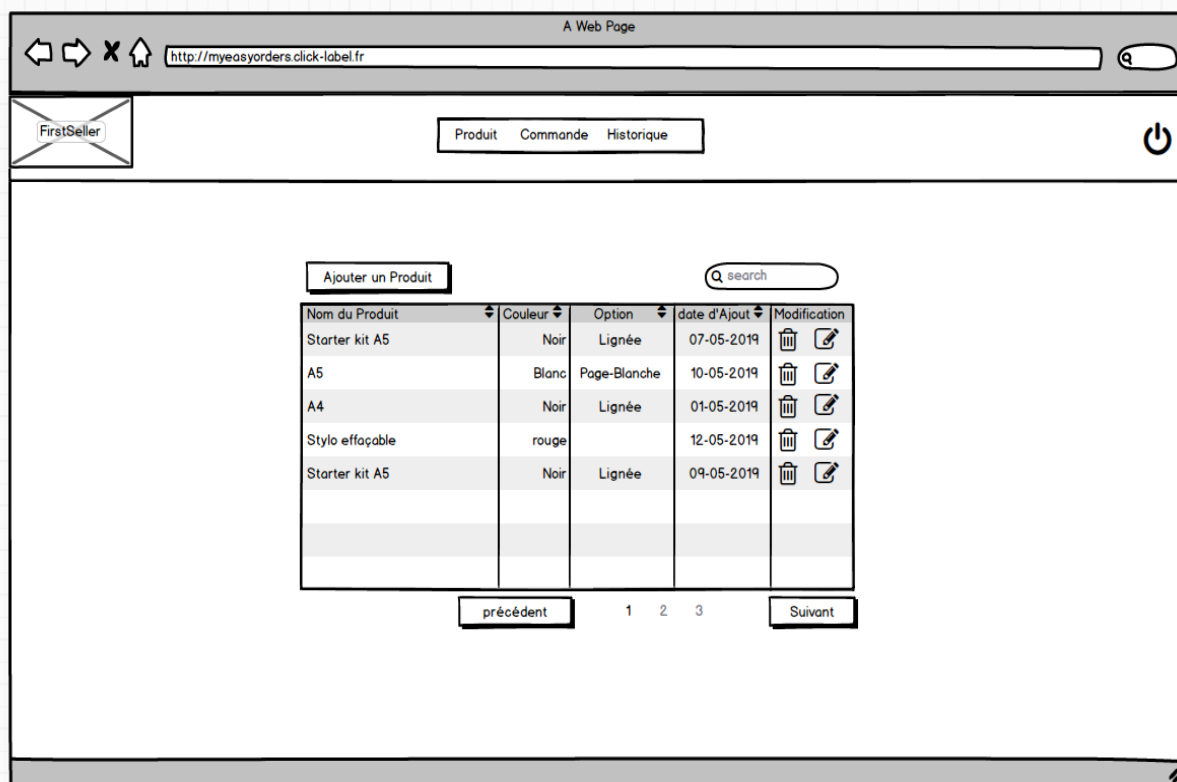 A Web Page
http://myeasyorders.click-label.fr
FirstSeller
Produit Commande Historique
Ajouter un Produit
search
Nom du Produit Couleur Option date d'Ajout Modification
Starter kit A5 Noir Lignée 07-05-2019
A5 Blanc Page-Blanche 10-05-2019
A4 Noir Lignée 01-05-2019
Stylo effaçable rouge 12-05-2019
Starter kit A5 Noir Lignée 09-05-2019
précédent 1 2 3 Suivant